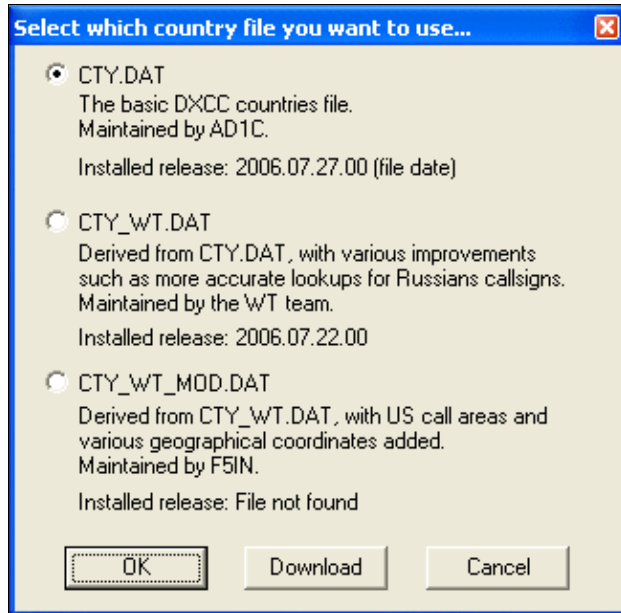 Select which country file you want to use...
CTY.DAT
The basic DXCC countries file.
Maintained by AD1C.
Installed release: 2006.07.27.00 (file date)
CTY_WT.DAT
Derived from CTY.DAT, with various improvements
such as more accurate lookups for Russians callsigns.
Maintained by the WT team.
Installed release: 2006.07.22.00
CTY_WT_MOD.DAT
Derived from CTY_WT.DAT, with US call areas and
various geographical coordinates added.
Maintained by F5IN.
Installed release: File not found
OK
Download
Cancel